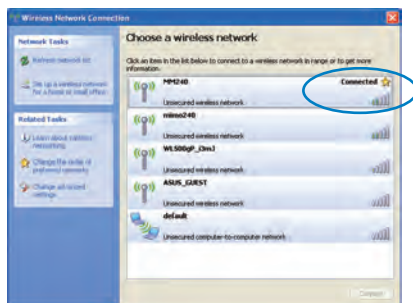 Wireless Network Connection
Network Tasks
Refresh network list
Set up a wireless network
for a home or small office
Related Tasks
Learn about wireless
networking
Change the order of
preferred networks
Change advanced
settings
Choose a wireless network
Click an item in the list below to connect to a wireless network in range or to get more
information.
MM240
Connected
Unsecured wireless network
Unsecured wireless network
Unsecured wireless network
ASUS_GUEST
Unsecured wireless network
default
Unsecured computer-to-computer network
Connect